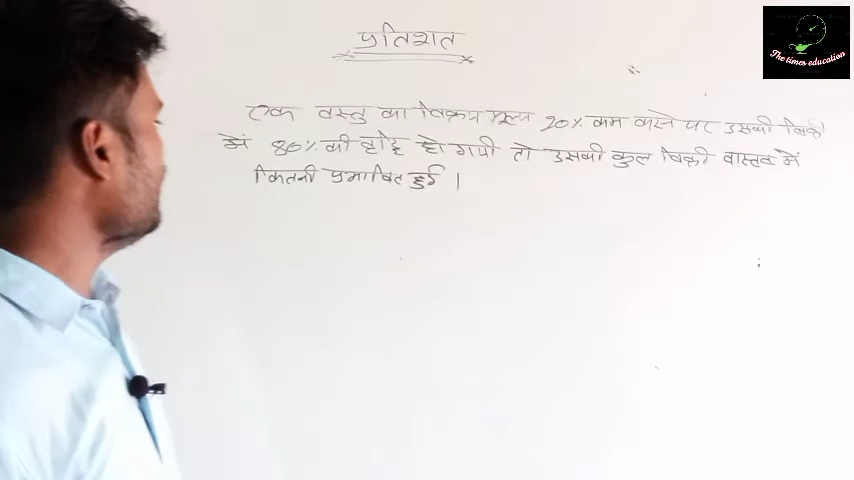 The times education
प्रतिशत
एक वस्तु का विक्रय मूल्य 20% कम करने पर उसकी बिक्री
में 80% की वृद्धि हो गयी तो उसकी कुल बिक्री वास्तव में
कितनी प्रभावित हुई ।